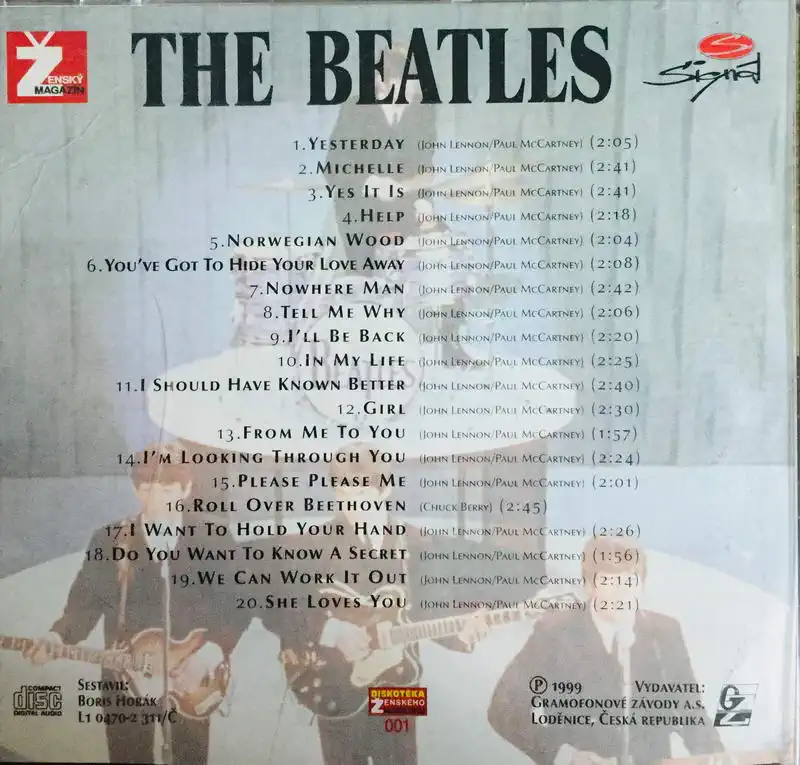 ŽENSKÝ
MAGAZÍN
THE BEATLES
Signál
1.YESTERDAY (JOHN LENNON/PAUL MCCARTNEY) (2:05)
2.MICHELLE (JOHN LENNON/PAUL MCCARTNEY) (2:41)
3.YES IT IS (JOHN LENNON/PAUL MCCARTNEY) (2:41)
4.HELP (JOHN LENNON/PAUL MCCARTNEY) (2:18)
5.NORWEGIAN WOOD (JOHN LENNON/PAUL MCCARTNEY) (2:04)
6.YOU'VE GOT TO HIDE YOUR LOVE AWAY (JOHN LENNON/PAUL MCCARTNEY) (2:08)
7.NOWHERE MAN (JOHN LENNON/PAUL MCCARTNEY) (2:42)
8.TELL ME WHY (JOHN LENNON/PAUL MCCARTNEY) (2:06)
9.I'LL BE BACK (JOHN LENNON/PAUL MCCARTNEY) (2:20)
10.IN MY LIFE (JOHN LENNON/PAUL MCCARTNEY) (2:25)
11.I SHOULD HAVE KNOWN BETTER (JOHN LENNON/PAUL MCCARTNEY) (2:40)
12.GIRL (JOHN LENNON/PAUL MCCARTNEY) (2:30)
13.FROM ME TO YOU (JOHN LENNON/PAUL MCCARTNEY) (1:57)
14.I'M LOOKING THROUGH YOU (JOHN LENNON/PAUL MCCARTNEY) (2:24)
15.PLEASE PLEASE ME (JOHN LENNON/PAUL MCCARTNEY) (2:01)
16.ROLL OVER BEETHOVEN (CHUCK BERRY) (2:45)
17.I WANT TO HOLD YOUR HAND (JOHN LENNON/PAUL MCCARTNEY) (2:26)
18.DO YOU WANT TO KNOW A SECRET (JOHN LENNON/PAUL MCCARTNEY) (1:56)
19.WE CAN WORK IT OUT (JOHN LENNON/PAUL MCCARTNEY) (2:14)
20.SHE LOVES YOU (JOHN LENNON/PAUL MCCARTNEY) (2:21)
COMPACT
disc
DIGITAL AUDIO
SESTAVIL:
BORIS HORÁK
L1 0470-2 311/Č
DISKOTÉKA
ŽENSKÉHO
001
Ⓟ 1999 VYDAVATEL:
GRAMOFONOVÉ ZÁVODY A.S.
LODĚNICE, ČESKÁ REPUBLIKA
GZ